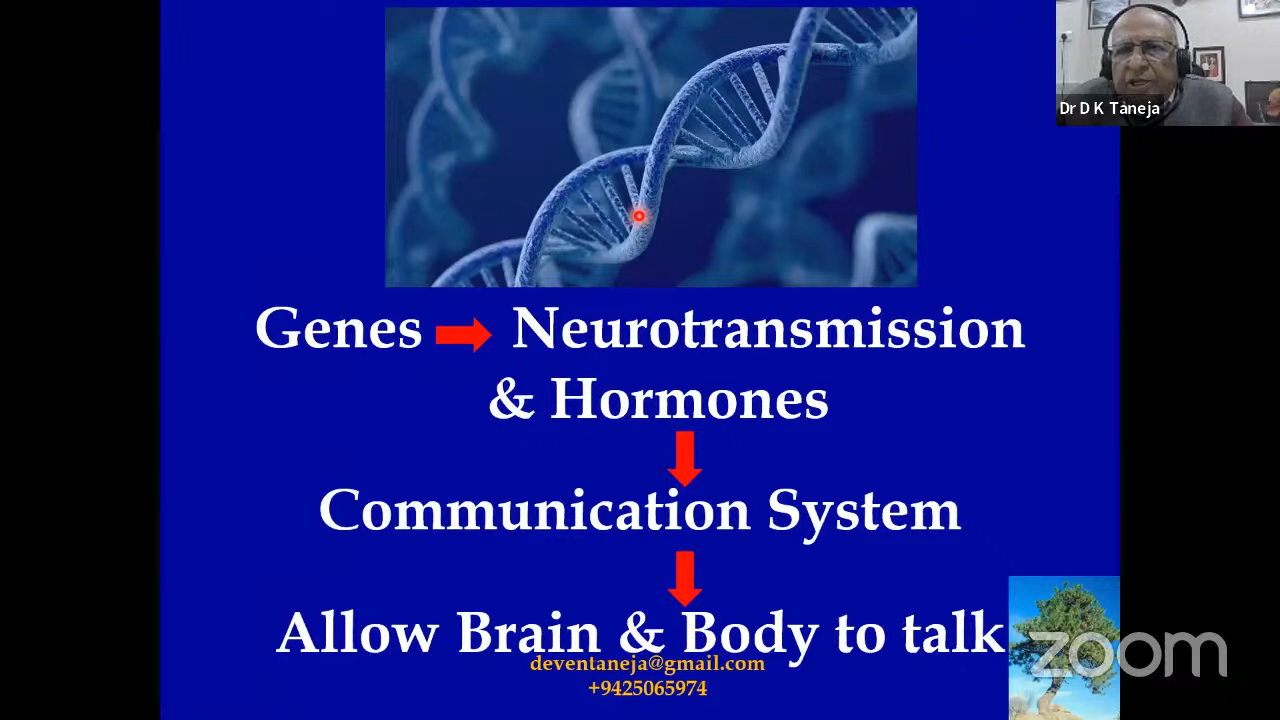 Dr D K Taneja
Genes Neurotransmission
& Hormones
Communication System
Allow Brain & Body to talk
deventaneja@gmail.com
+9425065974
zoom